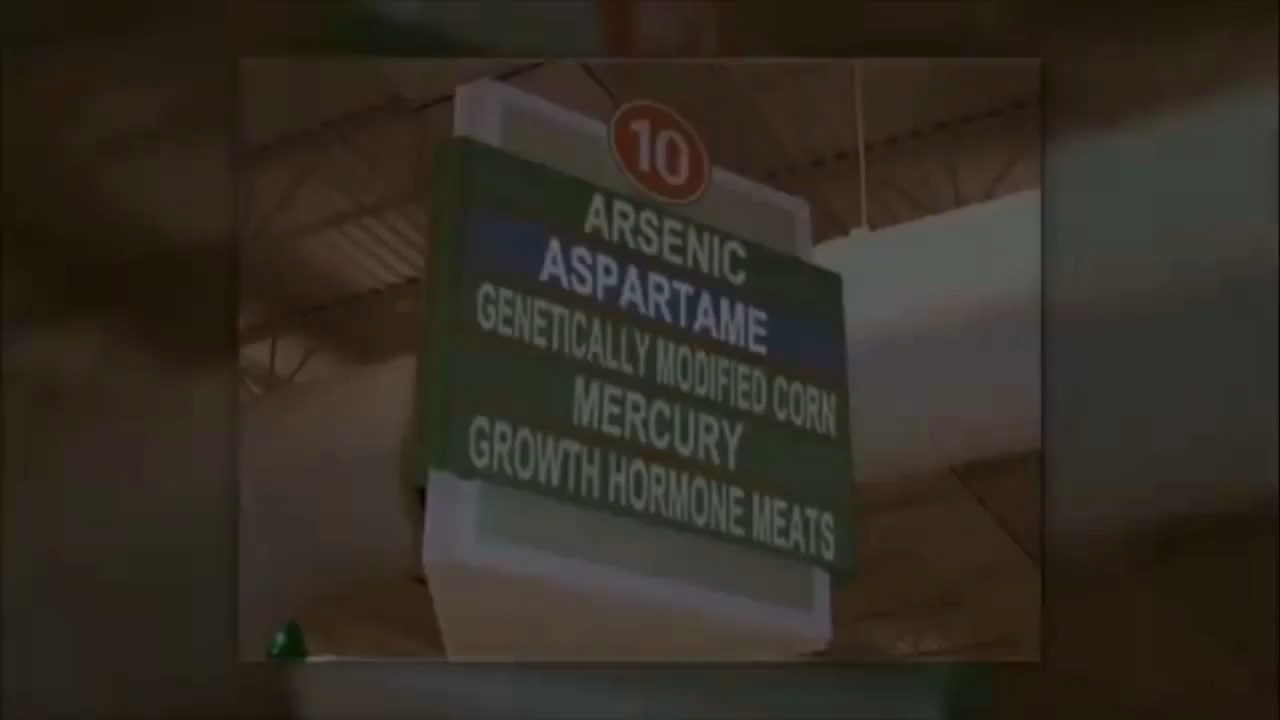 10
ARSENIC
ASPARTAME
GENETICALLY MODIFIED CORN
MERCURY
GROWTH HORMONE MEATS